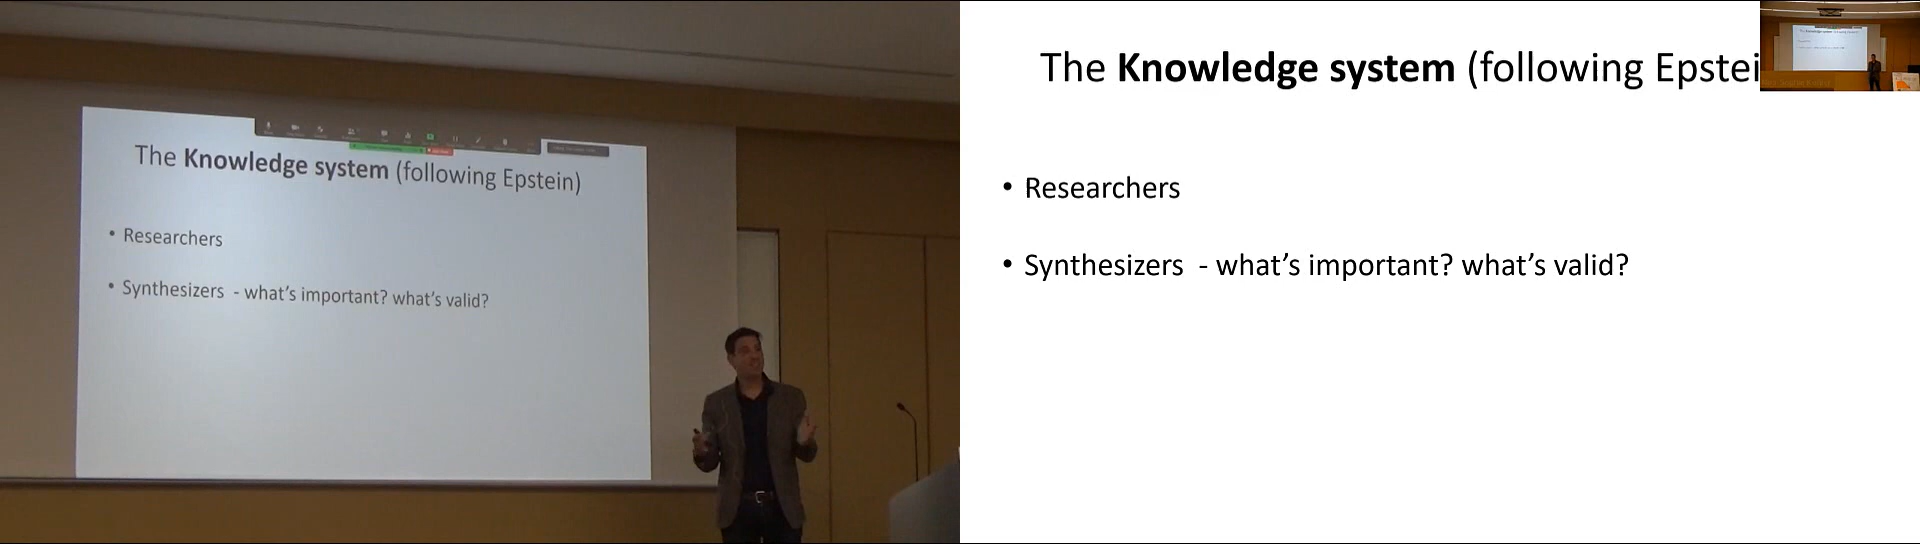 The Knowledge system (following Epstein)
• Researchers
• Synthesizers - what's important? what's valid?
The Knowledge system (following Epstei
• Researchers
• Synthesizers - what's important? what's valid?